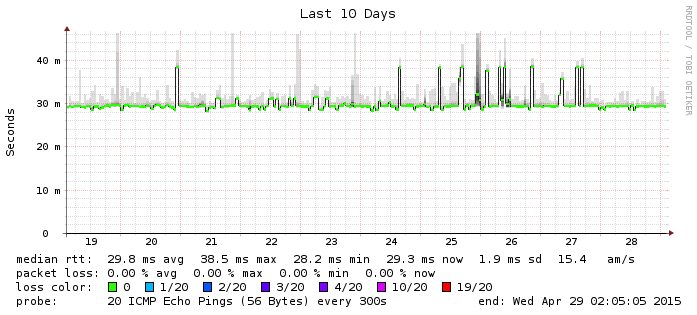 Last 10 Days
RRDTOOL / TOBI OETIKER
Seconds
40 m
30 m
20 m
10 m
0
19 20 21 22 23 24 25 26 27 28
median rtt: 29.8 ms avg 38.5 ms max 28.2 ms min 29.3 ms now 1.9 ms sd 15.4 am/s
packet loss: 0.00 % avg 0.00 % max 0.00 % min 0.00 % now
loss color: 0 1/20 2/20 3/20 4/20 10/20 19/20
probe: 20 ICMP Echo Pings (56 Bytes) every 300s end: Wed Apr 29 02:05:05 2015